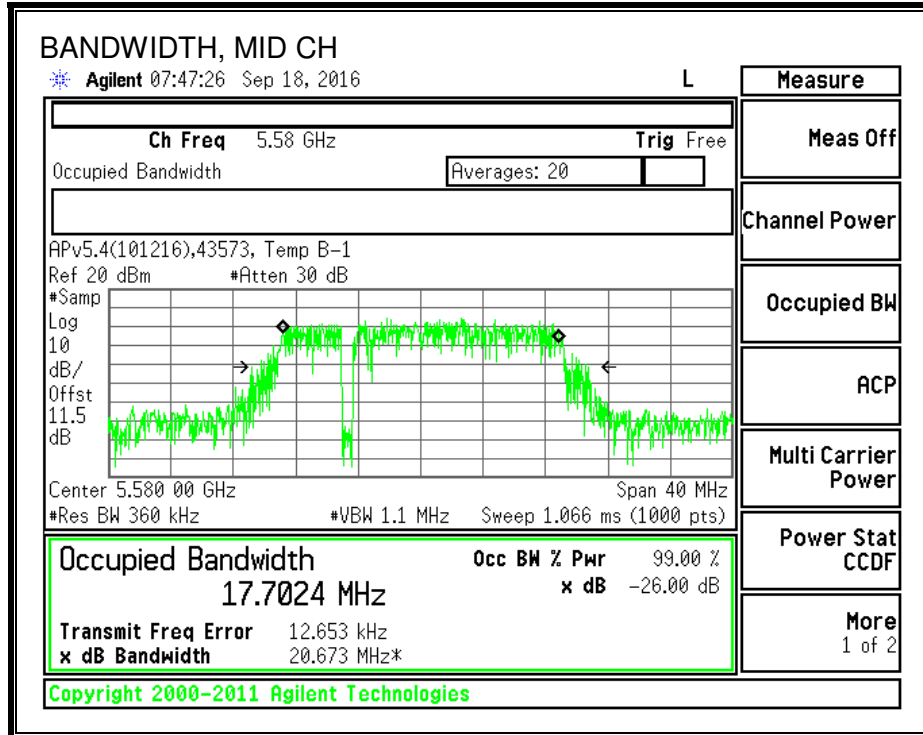 BANDWIDTH, MID CH
Agilent 07:47:26 Sep 18, 2016 L
Measure
Ch Freq 5.58 GHz Trig Free
Occupied Bandwidth Averages: 20
APv5.4(101216),43573, Temp B-1
Ref 20 dBm #Atten 30 dB
#Samp
Log
10
dB/
Offst
11.5
dB
Center 5.580 00 GHz Span 40 MHz
#Res BW 360 kHz #VBW 1.1 MHz Sweep 1.066 ms (1000 pts)
Occupied Bandwidth Occ BW % Pwr 99.00 %
17.7024 MHz x dB -26.00 dB
Transmit Freq Error 12.653 kHz
x dB Bandwidth 20.673 MHz*
Copyright 2000-2011 Agilent Technologies
Meas Off
Channel Power
Occupied BW
ACP
Multi Carrier
Power
Power Stat
CCDF
More
1 of 2